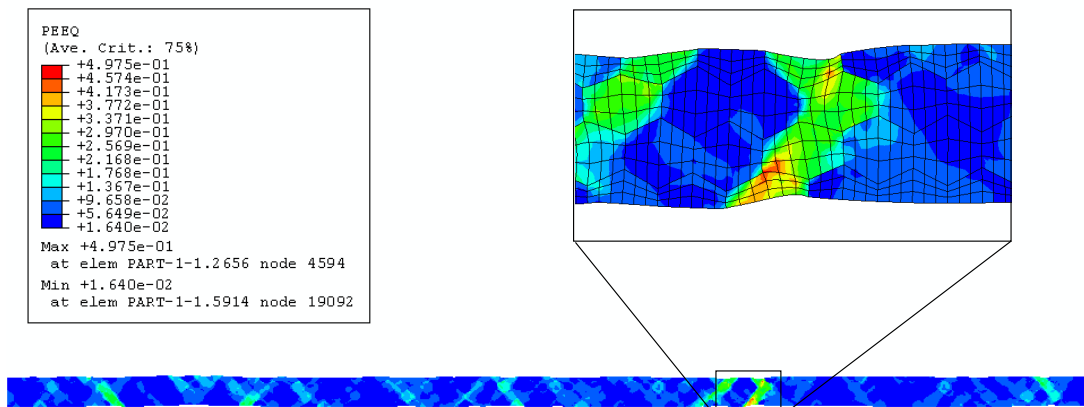 PEEQ
(Ave. Crit.: 75%)
+4.975e-01
+4.574e-01
+4.173e-01
+3.772e-01
+3.371e-01
+2.970e-01
+2.569e-01
+2.168e-01
+1.768e-01
+1.367e-01
+9.658e-02
+5.649e-02
+1.640e-02
Max +4.975e-01
at elem PART-1-1.2656 node 4594
Min +1.640e-02
at elem PART-1-1.5914 node 19092